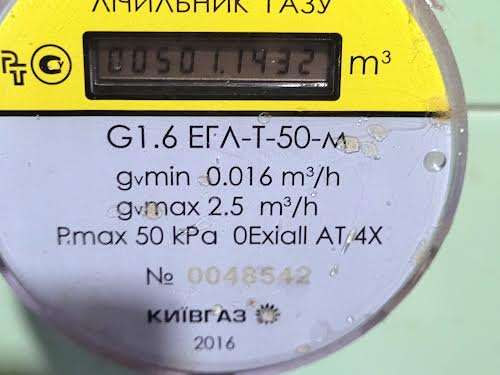 ЛІЧИЛЬНИК ГАЗУ
00501.1432 m³
G1.6 ЕГЛ-Т-50-м
gvmin 0.016 m³/h
gvmax 2.5 m³/h
P.max 50 kPa 0ExiaII AT 4X
№ 0048542
КИЇВГАЗ
2016